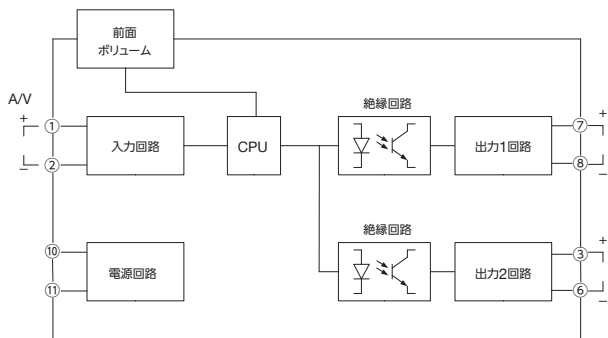 前面
ボリューム
A/V
絶縁回路
+ ① 入力回路 CPU 出力1回路 ⑦ +
− ② ⑧ −
絶縁回路
⑩ 電源回路 出力2回路 ③ +
⑪ ⑥ −